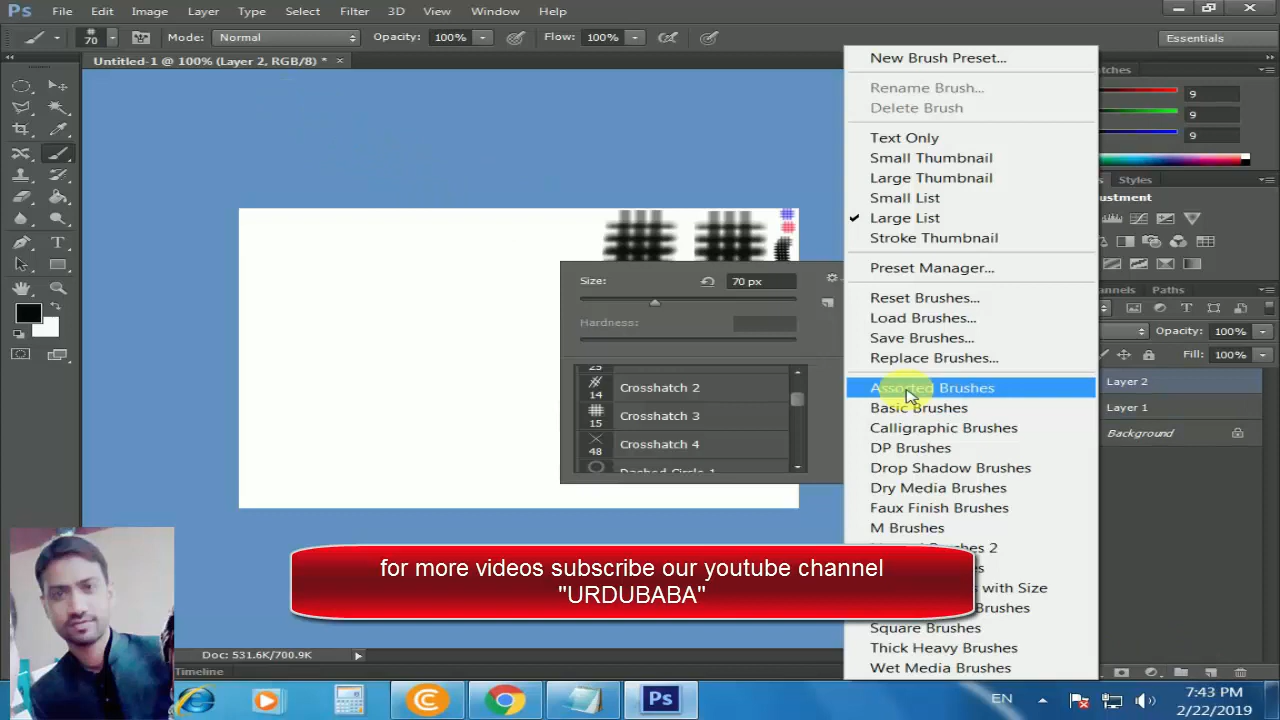 Ps File Edit Image Layer Type Select Filter 3D View Window Help
70 Mode: Normal Opacity: 100% Flow: 100% Essentials
Untitled-1 @ 100% (Layer 2, RGB/8) *
New Brush Preset...
Rename Brush...
Delete Brush
Text Only
Small Thumbnail
Large Thumbnail
Small List
Large List
Stroke Thumbnail
Preset Manager...
Reset Brushes...
Load Brushes...
Save Brushes...
Replace Brushes...
Assorted Brushes
Basic Brushes
Calligraphic Brushes
DP Brushes
Drop Shadow Brushes
Dry Media Brushes
Faux Finish Brushes
M Brushes
2
with Size
Square Brushes
Thick Heavy Brushes
Wet Media Brushes
Size: 70 px
Hardness:
25
14 Crosshatch 2
15 Crosshatch 3
48 Crosshatch 4
Dashed Circle 1
9
9
9
Styles
Paths
Opacity: 100%
Fill: 100%
Layer 2
Layer 1
Background
for more videos subscribe our youtube channel
"URDUBABA"
Doc: 531.6K/700.9K
Timeline
Ps
EN
7:43 PM
2/22/2019